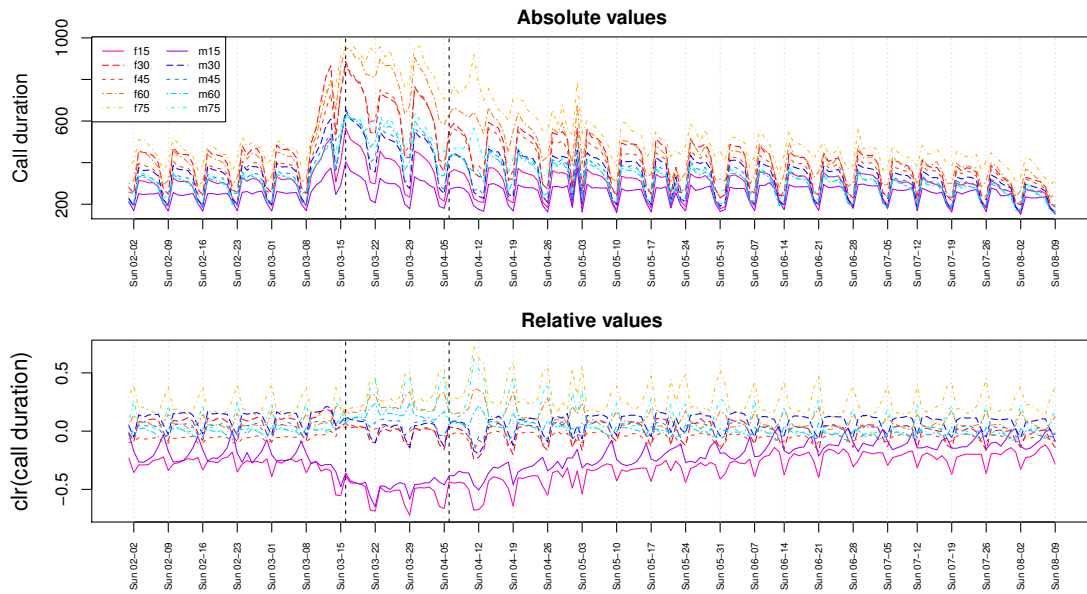 Absolute values
Call duration
1000
600
200
f15 m15
f30 m30
f45 m45
f60 m60
f75 m75
Sun 02−02
Sun 02−09
Sun 02−16
Sun 02−23
Sun 03−01
Sun 03−08
Sun 03−15
Sun 03−22
Sun 03−29
Sun 04−05
Sun 04−12
Sun 04−19
Sun 04−26
Sun 05−03
Sun 05−10
Sun 05−17
Sun 05−24
Sun 05−31
Sun 06−07
Sun 06−14
Sun 06−21
Sun 06−28
Sun 07−05
Sun 07−12
Sun 07−19
Sun 07−26
Sun 08−02
Sun 08−09
Relative values
clr(call duration)
0.5
0.0
−0.5
Sun 02−02
Sun 02−09
Sun 02−16
Sun 02−23
Sun 03−01
Sun 03−08
Sun 03−15
Sun 03−22
Sun 03−29
Sun 04−05
Sun 04−12
Sun 04−19
Sun 04−26
Sun 05−03
Sun 05−10
Sun 05−17
Sun 05−24
Sun 05−31
Sun 06−07
Sun 06−14
Sun 06−21
Sun 06−28
Sun 07−05
Sun 07−12
Sun 07−19
Sun 07−26
Sun 08−02
Sun 08−09